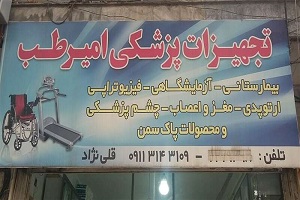 تجهیزات پزشکی امیرطب
بیمارستانی - آزمایشگاهی - فیزیوتراپی
ارتوپدی - مغز و اعصاب - چشم پزشکی
و محصولات پاک سمن
تلفن : - ۰۹۱۱ ۳۱۴ ۳۱۰۹ قلی نژاد